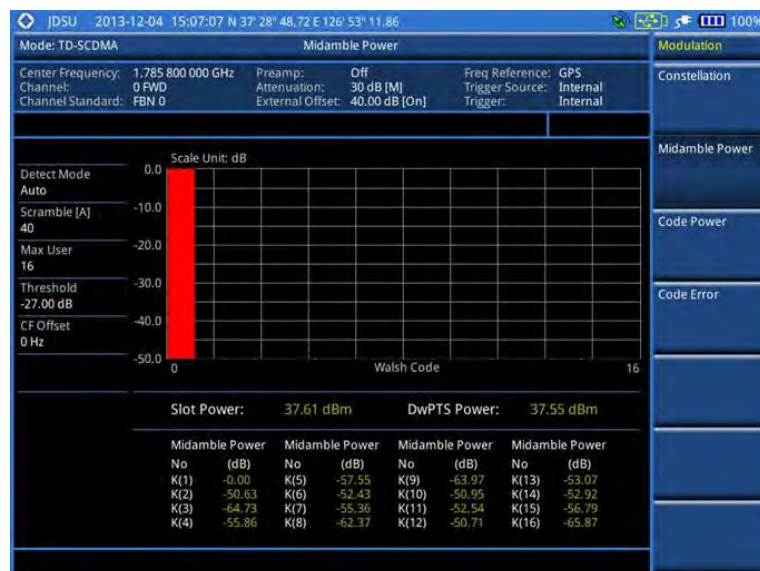 JDSU 2013-12-04 15:07:07 N 37' 28" 48.72 E 126' 53" 11.86 100%
Mode: TD-SCDMA Midamble Power Modulation
Center Frequency: 1.785 800 000 GHz Preamp: Off Freq Reference: GPS
Channel: 0 FWD Attenuation: 30 dB [M] Trigger Source: Internal
Channel Standard: FBN 0 External Offset: 40.00 dB [On] Trigger: Internal
Constellation
Midamble Power
Code Power
Code Error
Detect Mode
Auto
Scramble [A]
40
Max User
16
Threshold
-27.00 dB
CF Offset
0 Hz
Scale Unit: dB
0.0
-10.0
-20.0
-30.0
-40.0
-50.0
0 Walsh Code 16
Slot Power: 37.61 dBm DwPTS Power: 37.55 dBm
Midamble Power Midamble Power Midamble Power Midamble Power
No (dB) No (dB) No (dB) No (dB)
K(1) -0.00 K(5) -57.55 K(9) -63.97 K(13) -53.07
K(2) -50.63 K(6) -52.43 K(10) -50.95 K(14) -52.92
K(3) -64.73 K(7) -55.36 K(11) -52.54 K(15) -56.79
K(4) -55.86 K(8) -62.37 K(12) -50.71 K(16) -65.87